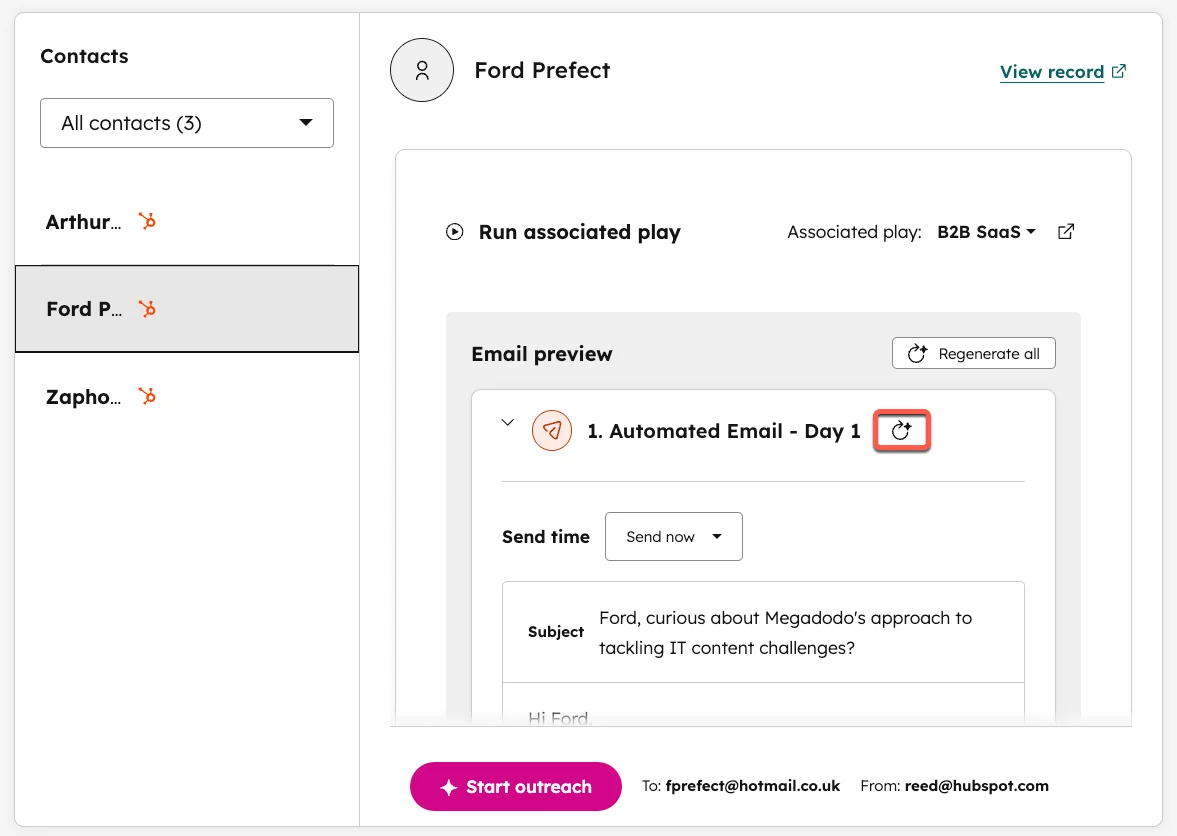 Contacts
All contacts (3)
Arthur...
Ford P...
Zapho...
Ford Prefect
View record
Run associated play
Associated play: B2B SaaS
Email preview
Regenerate all
1. Automated Email - Day 1
Send time
Send now
Subject
Ford, curious about Megadodo's approach to
tackling IT content challenges?
Hi Ford,
Start outreach
To: fprefect@hotmail.co.uk
From: reed@hubspot.com